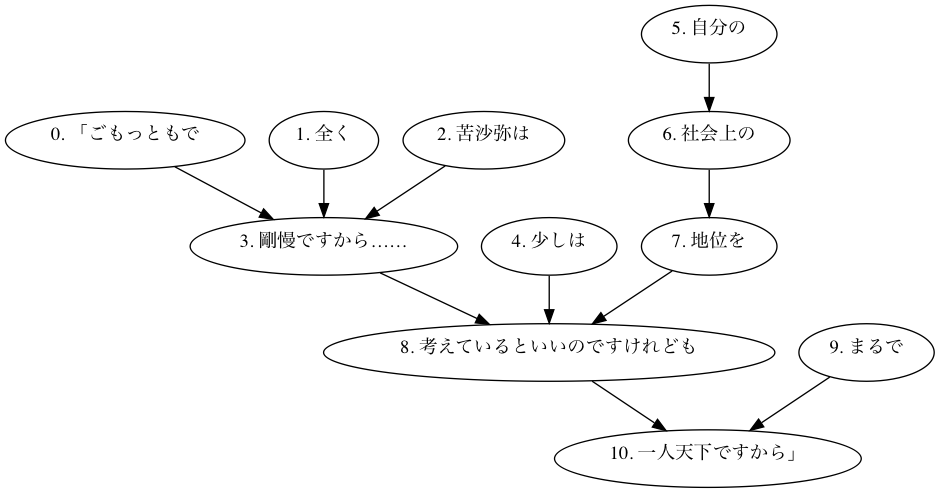 5. 自分の
0. 「ごもっともで
1. 全く
2. 苦沙弥は
6. 社会上の
3. 剛慢ですから……
4. 少しは
7. 地位を
8. 考えているといいのですけれども
9. まるで
10. 一人天下ですから」